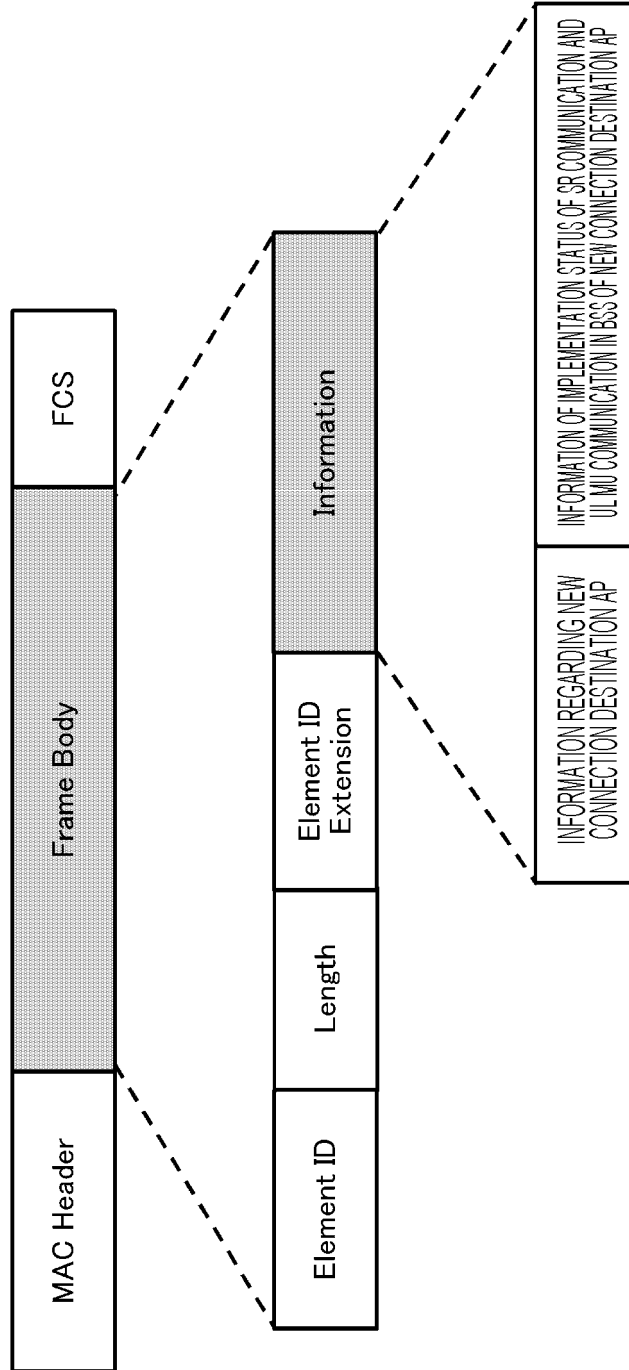 MAC Header
Frame Body
FCS
Element ID
Length
Element ID
Extension
Information
INFORMATION REGARDING NEW
CONNECTION DESTINATION AP
INFORMATION OF IMPLEMENTATION STATUS OF SR COMMUNICATION AND
UL MU COMMUNICATION IN BSS OF NEW CONNECTION DESTINATION AP